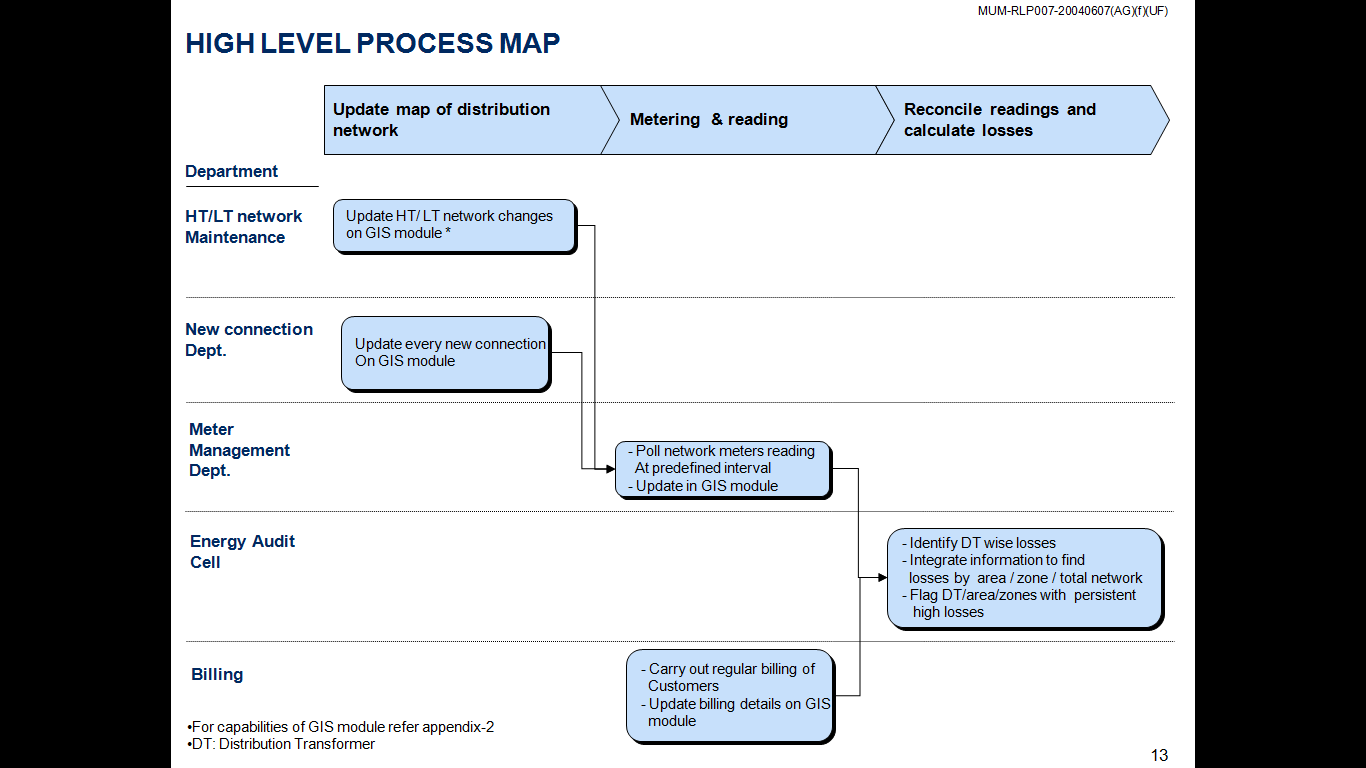 MUM-RLP007-20040607(AG)(f)(UF)
HIGH LEVEL PROCESS MAP
Update map of distribution
network
Metering & reading
Reconcile readings and
calculate losses
Department
HT/LT network
Maintenance
Update HT/ LT network changes
on GIS module *
New connection
Dept.
Update every new connection
On GIS module
Meter
Management
Dept.
- Poll network meters reading
At predefined interval
- Update in GIS module
Energy Audit
Cell
- Identify DT wise losses
- Integrate information to find
losses by area / zone / total network
- Flag DT/area/zones with persistent
high losses
Billing
- Carry out regular billing of
Customers
- Update billing details on GIS
module
•For capabilities of GIS module refer appendix-2
•DT: Distribution Transformer
13